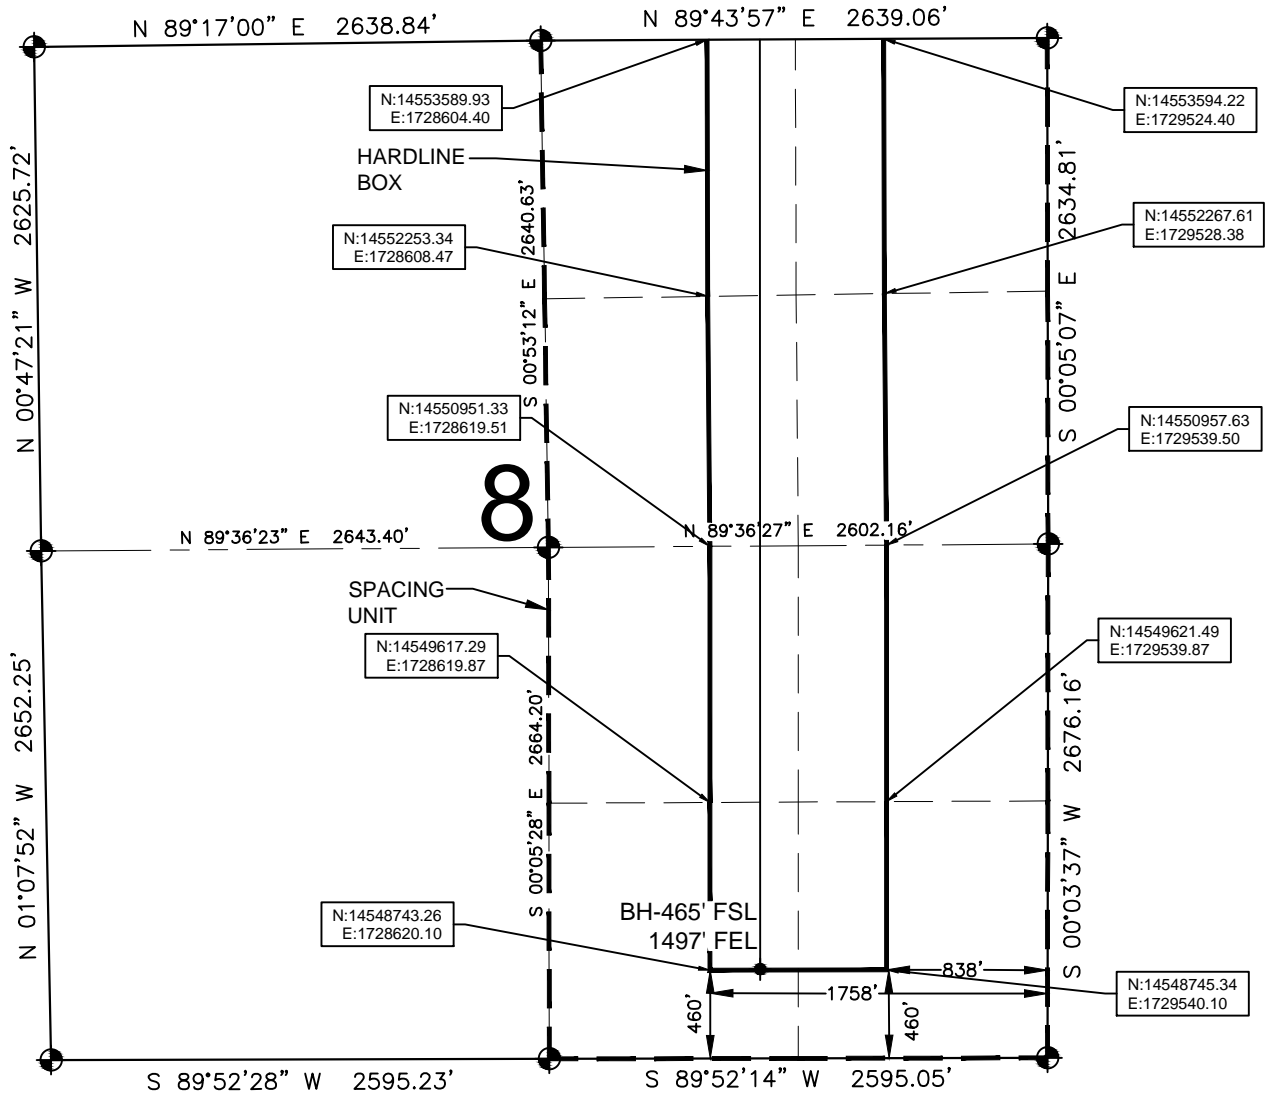 N 89°17'00" E 2638.84'
N 89°43'57" E 2639.06'
N:14553589.93
E:1728604.40
N:14553594.22
E:1729524.40
HARDLINE
BOX
N 00°47'21" W 2625.72'
S 00°53'12" E 2640.63'
S 00°05'07" E 2634.81'
N:14552253.34
E:1728608.47
N:14552267.61
E:1729528.38
N:14550951.33
E:1728619.51
N:14550957.63
E:1729539.50
8
N 89°36'23" E 2643.40'
N 89°36'27" E 2602.16'
SPACING
UNIT
N:14549617.29
E:1728619.87
N:14549621.49
E:1729539.87
N 01°07'52" W 2652.25'
S 00°05'28" E 2664.20'
S 00°03'37" W 2676.16'
N:14548743.26
E:1728620.10
BH-465' FSL
1497' FEL
838'
1758'
N:14548745.34
E:1729540.10
460'
460'
S 89°52'28" W 2595.23'
S 89°52'14" W 2595.05'